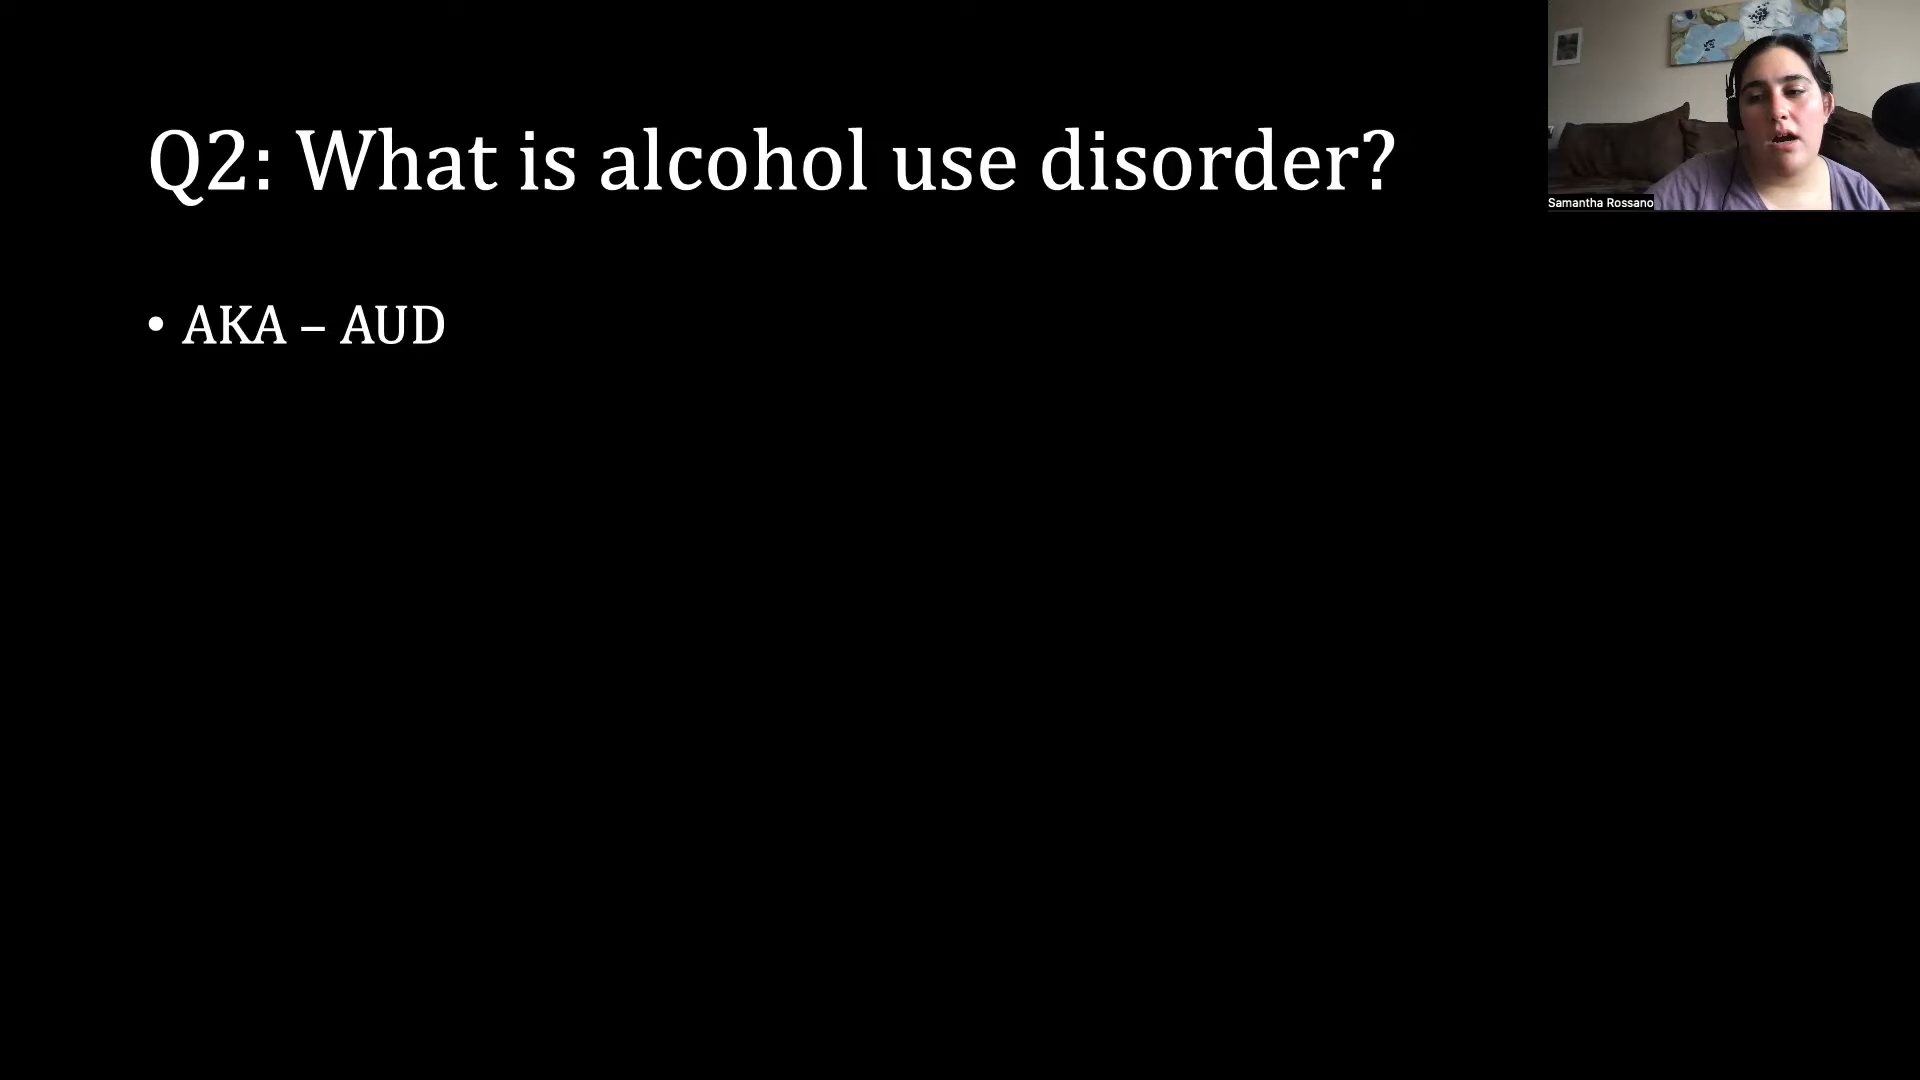 Q2: What is alcohol use disorder?
• AKA – AUD
Samantha Rossano